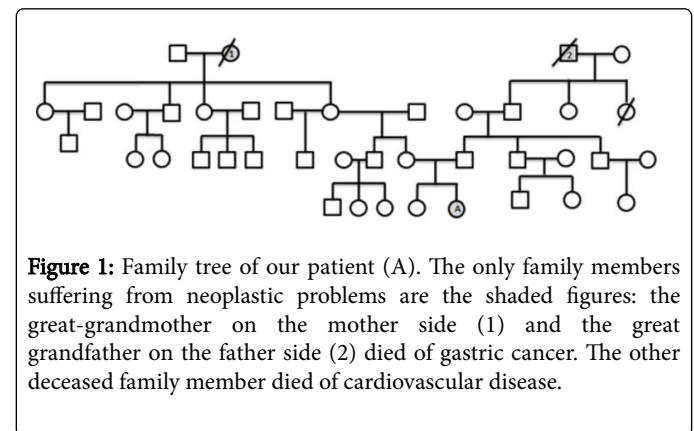 1
2
A
Figure 1: Family tree of our patient (A). The only family members
suffering from neoplastic problems are the shaded figures: the
great-grandmother on the mother side (1) and the great
grandfather on the father side (2) died of gastric cancer. The other
deceased family member died of cardiovascular disease.